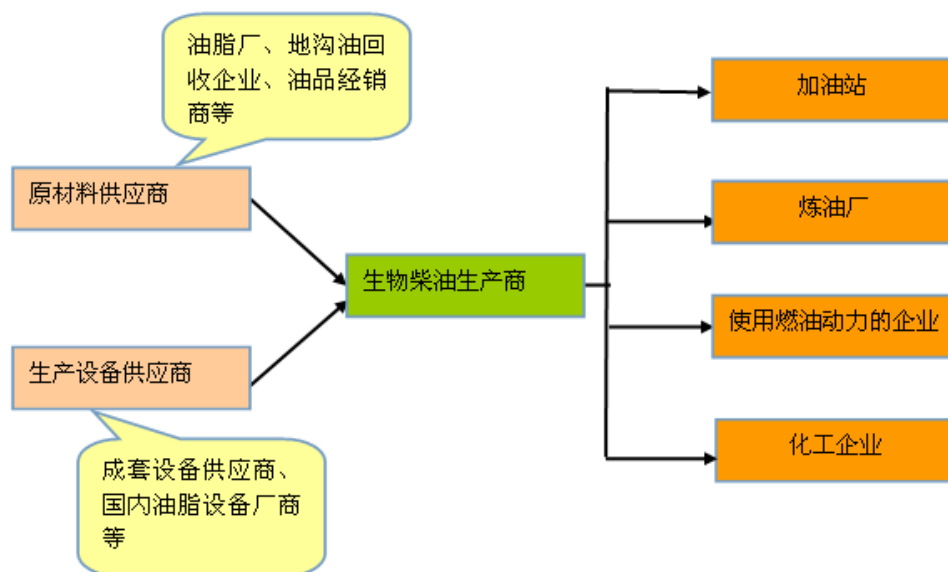 油脂厂、地沟油回
收企业、油品经销
商等
原材料供应商
生物柴油生产商
生产设备供应商
成套设备供应商、
国内油脂设备厂商
等
加油站
炼油厂
使用燃油动力的企业
化工企业